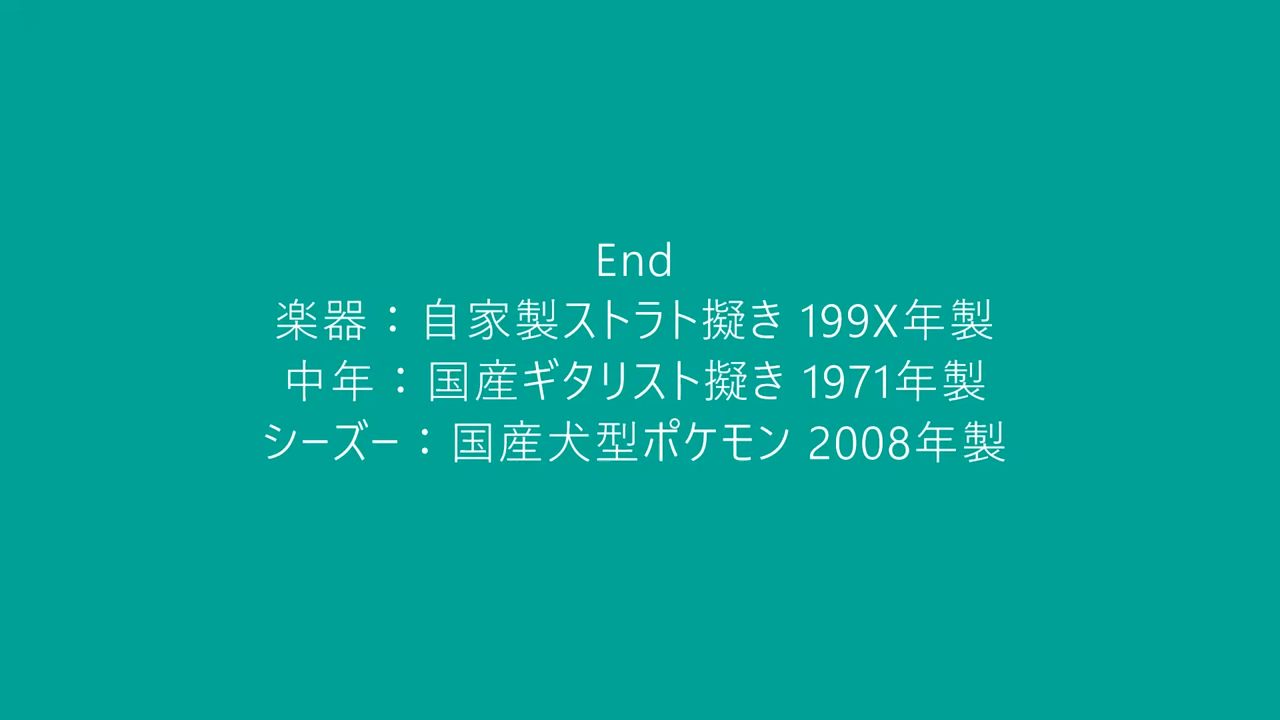 End
楽器：自家製ストラト擬き 199X年製
中年：国産ギタリスト擬き 1971年製
シーズー：国産犬型ポケモン 2008年製